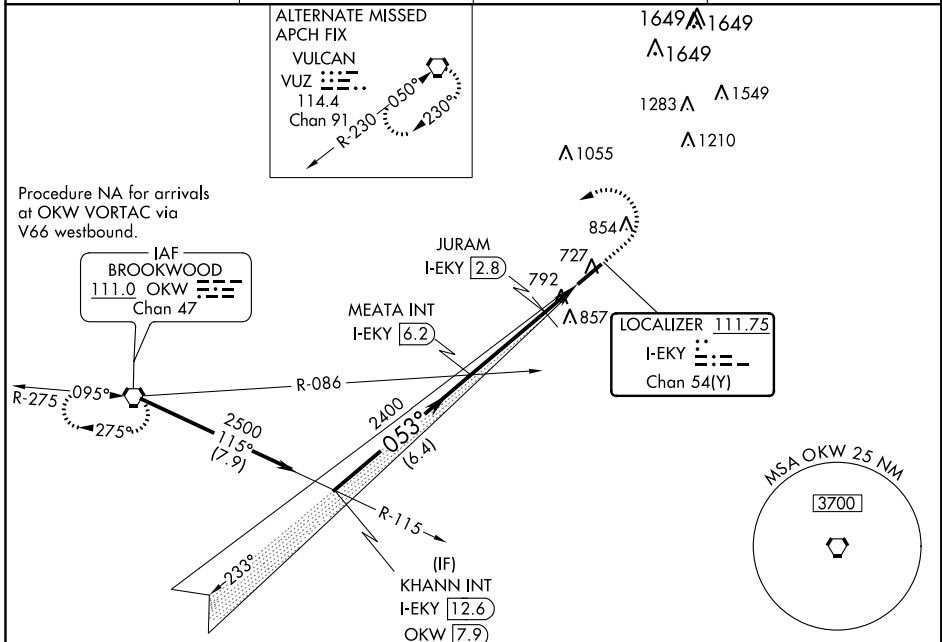 ALTERNATE MISSED
APCH FIX
VULCAN
VUZ
114.4
Chan 91
R-230
050°
230°
1649
1649
1649
1283
1549
1210
1055
Procedure NA for arrivals
at OKW VORTAC via
V66 westbound.
IAF
BROOKWOOD
111.0 OKW
Chan 47
JURAM
I-EKY 2.8
854
727
792
857
MEATA INT
I-EKY 6.2
LOCALIZER 111.75
I-EKY
Chan 54(Y)
R-275
095°
275°
R-086
2500
115°
(7.9)
2400
053°
(6.4)
R-115
233°
(IF)
KHANN INT
I-EKY 12.6
OKW 7.9
MSA OKW 25 NM
3700